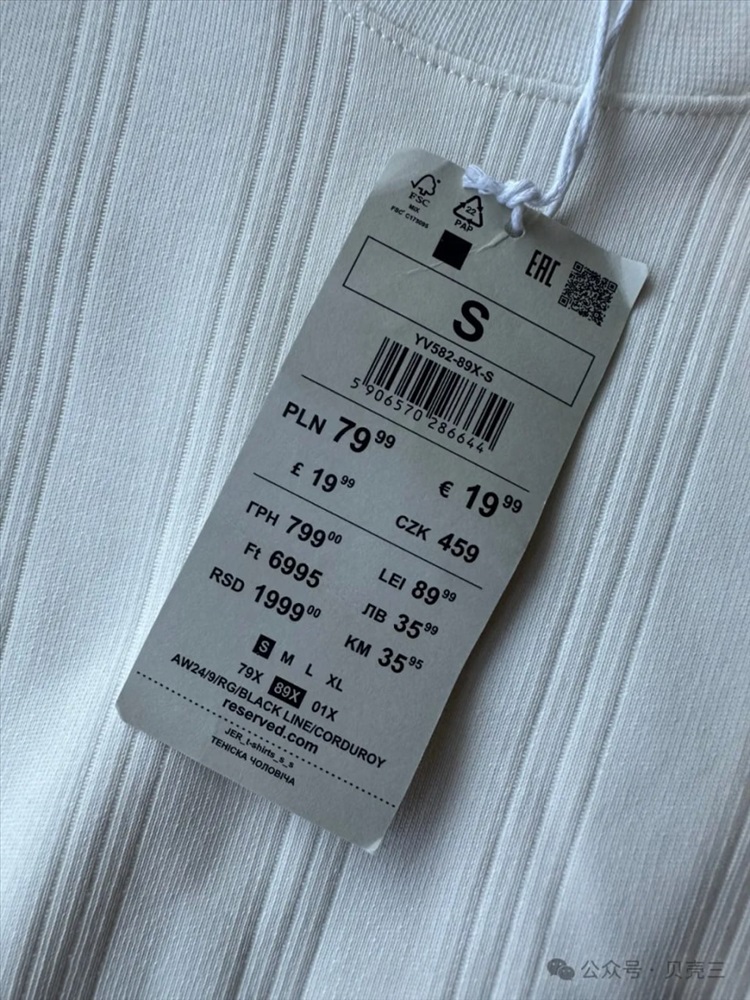 FSC
MIX
FSC® C179095
22
PAP
EAC
S
YV582-89X-S
5 906570 286644
PLN 79 99
£ 19 99
€ 19 99
CZK 459
ГРН 799 00
Ft 6995
LEI 89 99
RSD 1999 00
ЛВ 35 99
KM 35 95
S M L XL
79X 89X 01X
AW24/9/RG/BLACK LINE/CORDUROY
reserved.com
JER_t-shirts_s_s
ТЕНІСКА ЧОЛОВІЧА
公众号 · 贝壳三